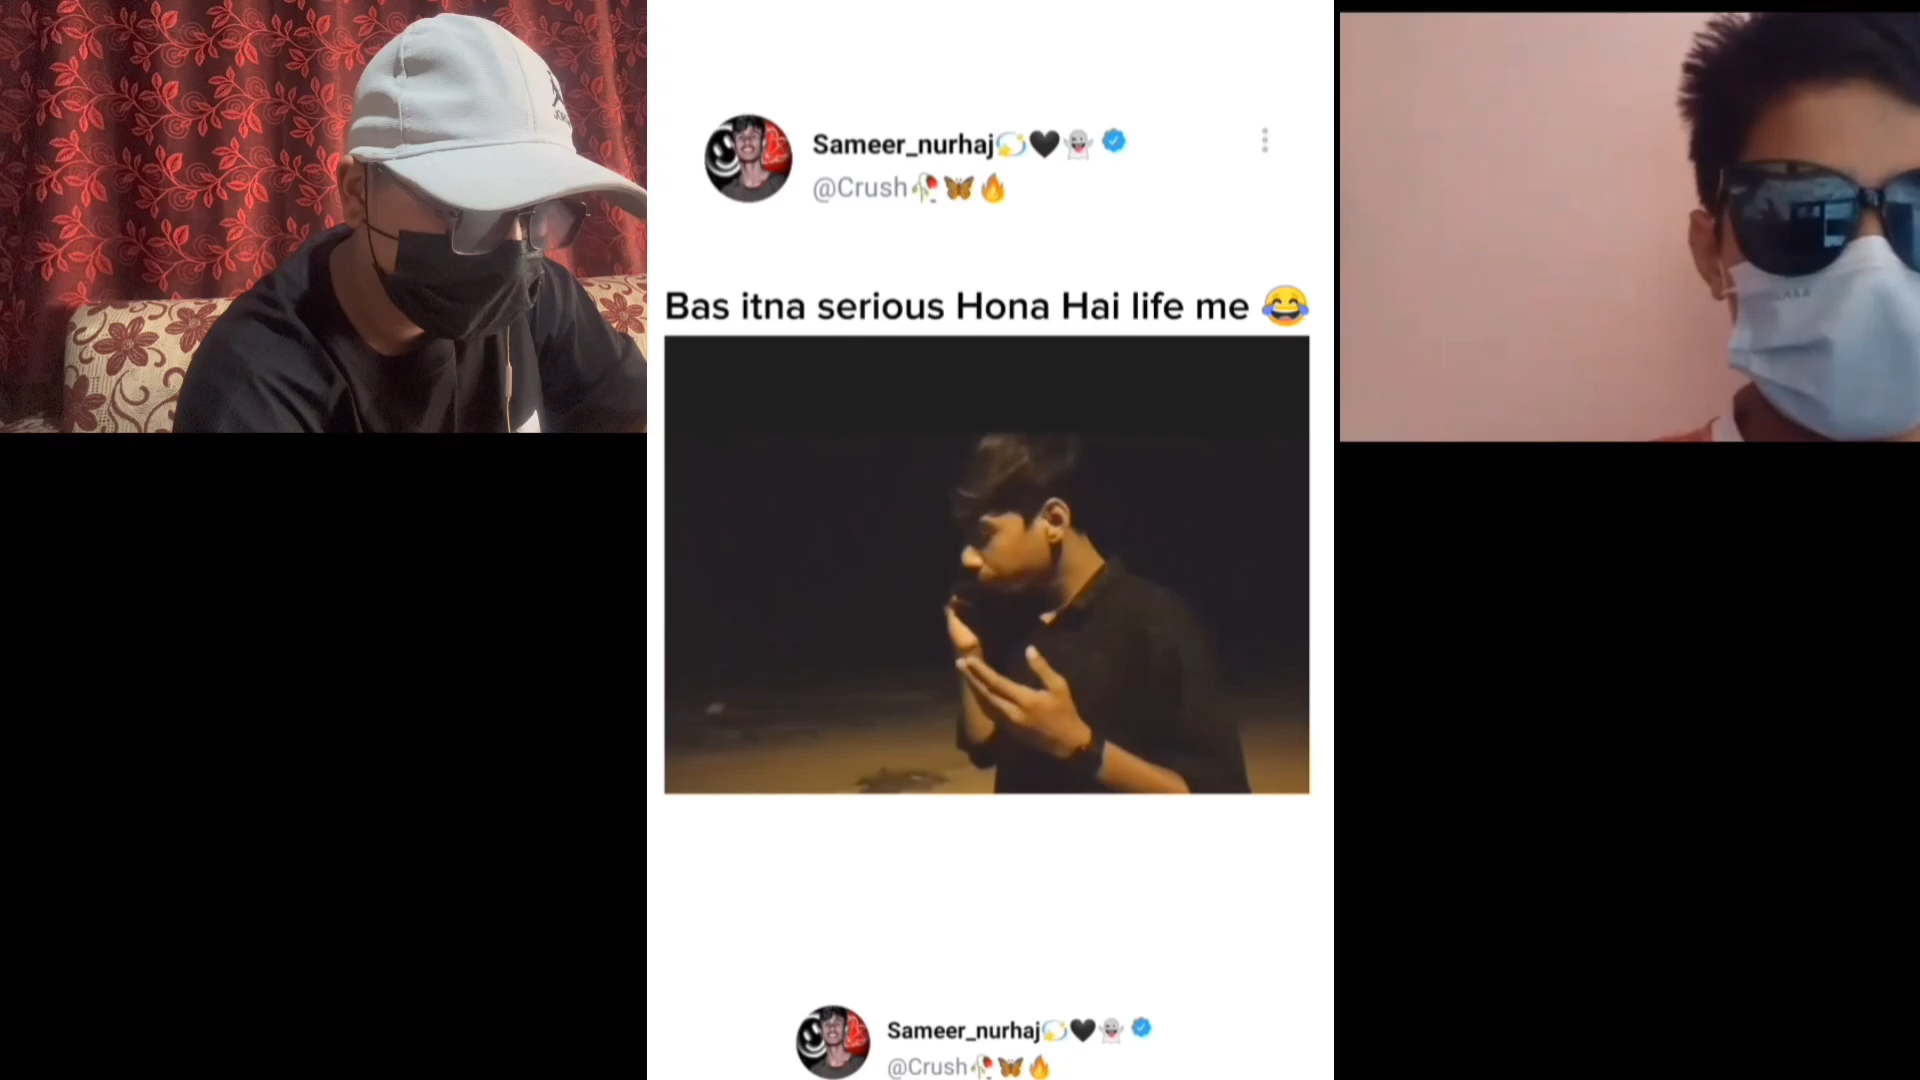 Sameer_nurhaj💫🖤👻
@Crush🥀🦋🔥
Bas itna serious Hona Hai life me 😂
Sameer_nurhaj💫🖤👻
@Crush🥀🦋🔥